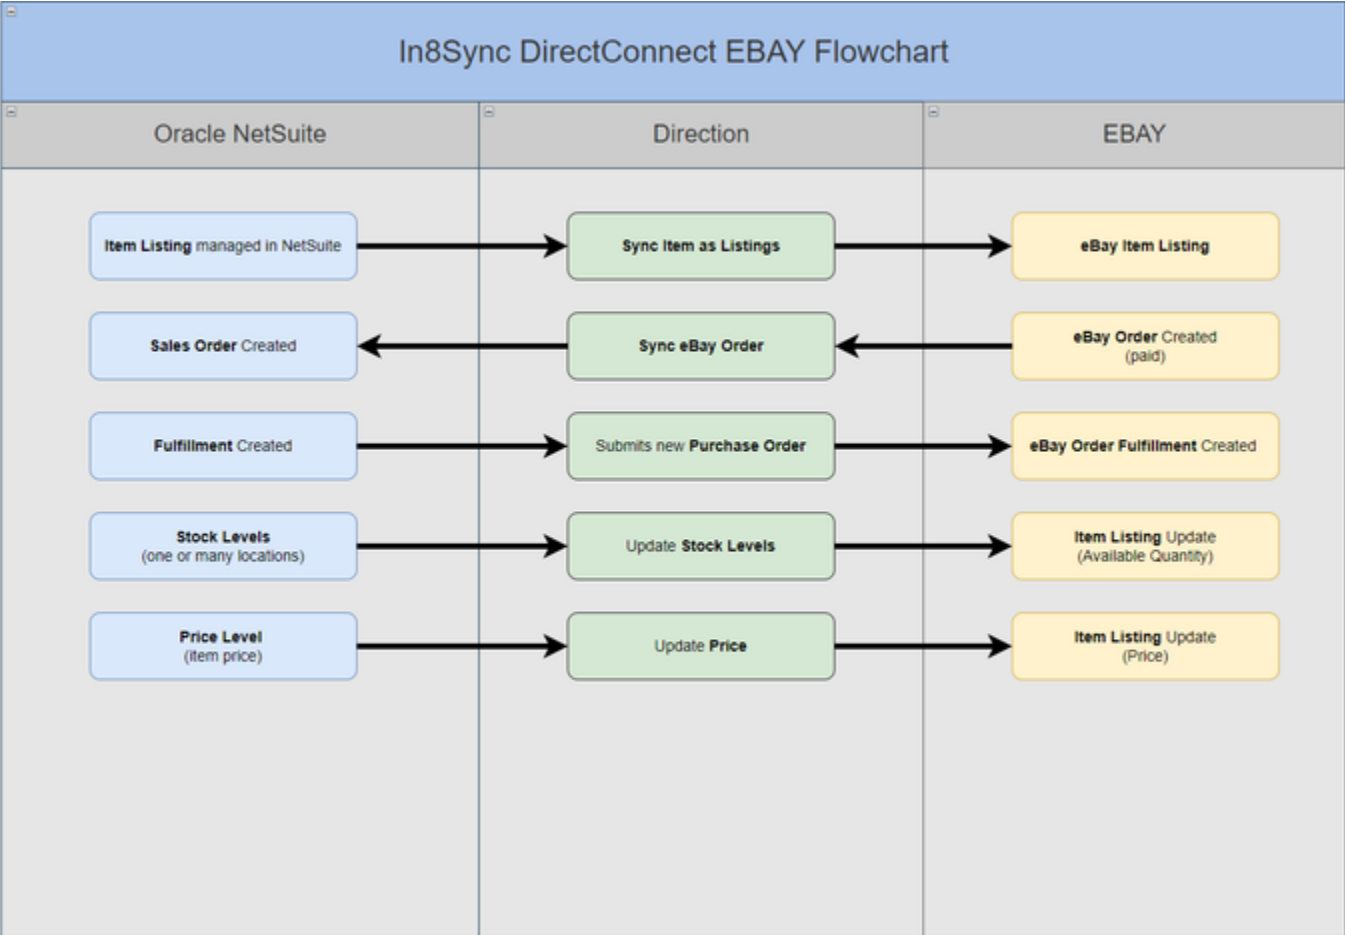 In8Sync DirectConnect EBAY Flowchart
Oracle NetSuite
Direction
EBAY
Item Listing managed in NetSuite
Sync Item as Listings
eBay Item Listing
Sales Order Created
Sync eBay Order
eBay Order Created
(paid)
Fulfillment Created
Submits new Purchase Order
eBay Order Fulfillment Created
Stock Levels
(one or many locations)
Update Stock Levels
Item Listing Update
(Available Quantity)
Price Level
(item price)
Update Price
Item Listing Update
(Price)